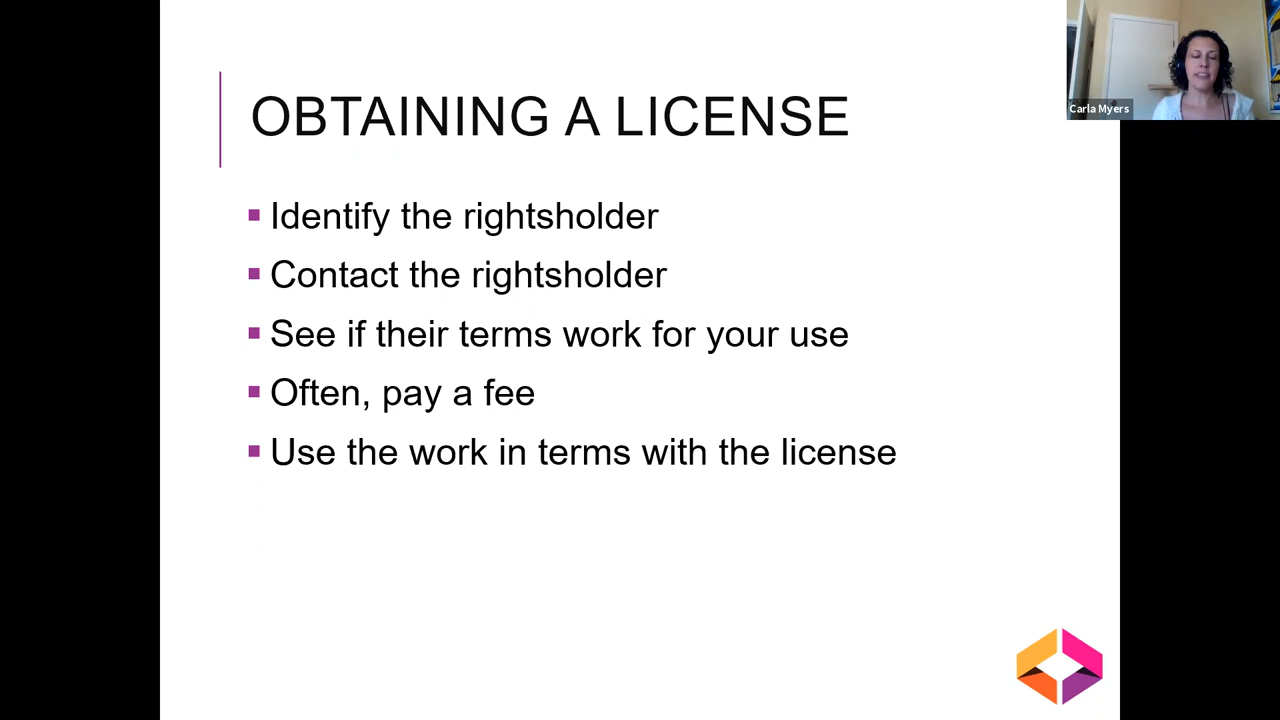 OBTAINING A LICENSE
Identify the rightsholder
Contact the rightsholder
See if their terms work for your use
Often, pay a fee
Use the work in terms with the license
Carla Myers